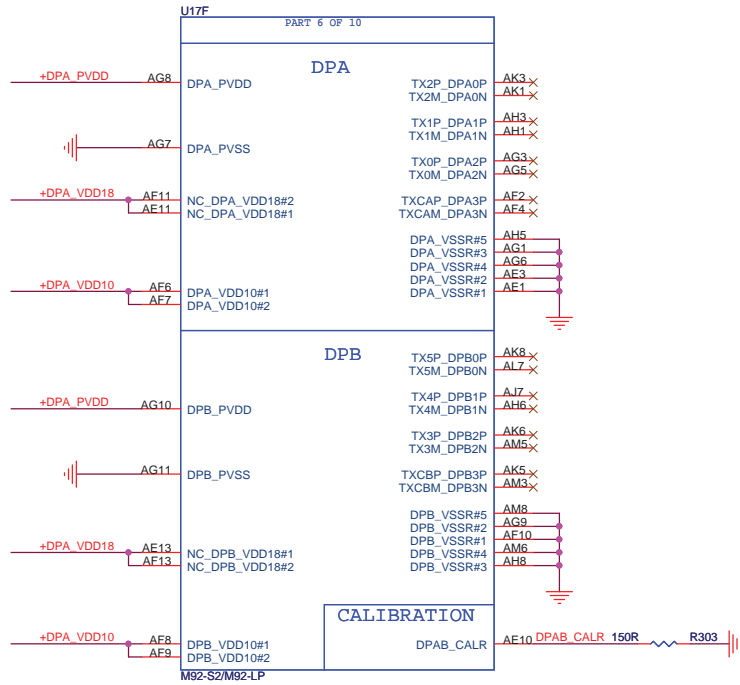 U17F
PART 6 OF 10
DPA
+DPA_PVDD AG8 DPA_PVDD
TX2P_DPA0P AK3
TX2M_DPA0N AK1
TX1P_DPA1P AH3
TX1M_DPA1N AH1
AG7 DPA_PVSS
TX0P_DPA2P AG3
TX0M_DPA2N AG5
+DPA_VDD18 AF11 NC_DPA_VDD18#2
AE11 NC_DPA_VDD18#1
TXCAP_DPA3P AF2
TXCAM_DPA3N AF4
DPA_VSSR#5 AH5
DPA_VSSR#3 AG1
DPA_VSSR#4 AG6
DPA_VSSR#2 AE3
DPA_VSSR#1 AE1
+DPA_VDD10 AF6 DPA_VDD10#1
AF7 DPA_VDD10#2
DPB
TX5P_DPB0P AK8
TX5M_DPB0N AL7
TX4P_DPB1P AJ7
TX4M_DPB1N AH6
+DPA_PVDD AG10 DPB_PVDD
TX3P_DPB2P AK6
TX3M_DPB2N AM5
AG11 DPB_PVSS
TXCBP_DPB3P AK5
TXCBM_DPB3N AM3
DPB_VSSR#5 AM8
DPB_VSSR#2 AG9
DPB_VSSR#1 AF10
DPB_VSSR#4 AM6
DPB_VSSR#3 AH8
+DPA_VDD18 AE13 NC_DPB_VDD18#1
AF13 NC_DPB_VDD18#2
CALIBRATION
+DPA_VDD10 AF8 DPB_VDD10#1
AF9 DPB_VDD10#2
DPAB_CALR AE10 DPAB_CALR 150R R303
M92-S2/M92-LP